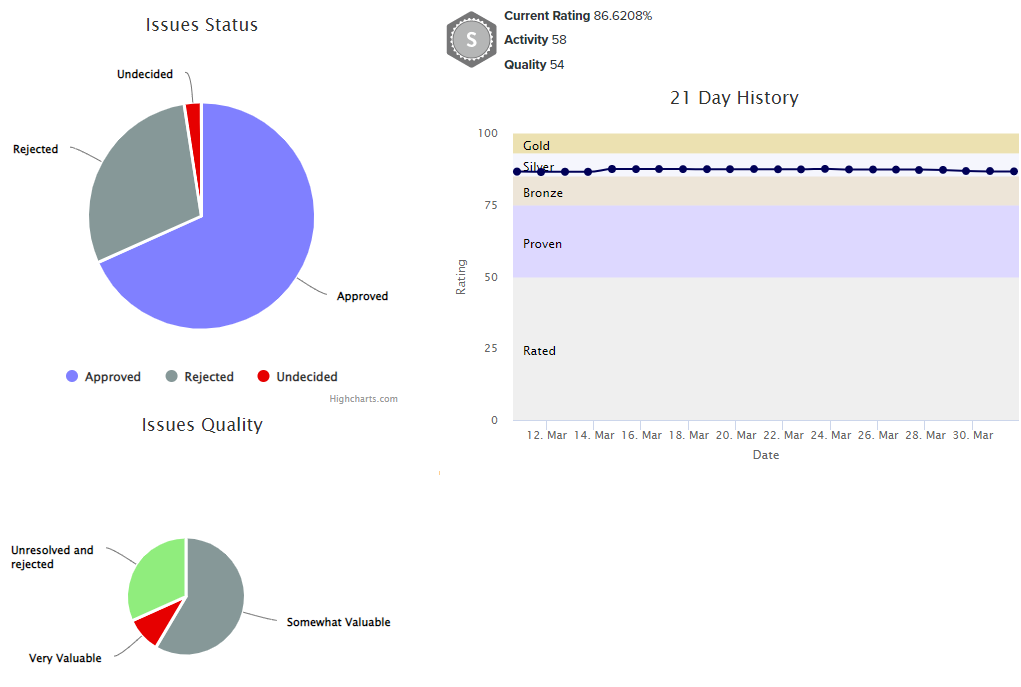 Issues Status
Undecided
Rejected
Approved
Approved Rejected Undecided
Highcharts.com
Issues Quality
Unresolved and
rejected
Somewhat Valuable
Very Valuable
S
Current Rating 86.6208%
Activity 58
Quality 54
21 Day History
100
Gold
Silver
Bronze
75
Proven
Rating
50
25
Rated
0
12. Mar 14. Mar 16. Mar 18. Mar 20. Mar 22. Mar 24. Mar 26. Mar 28. Mar 30. Mar
Date